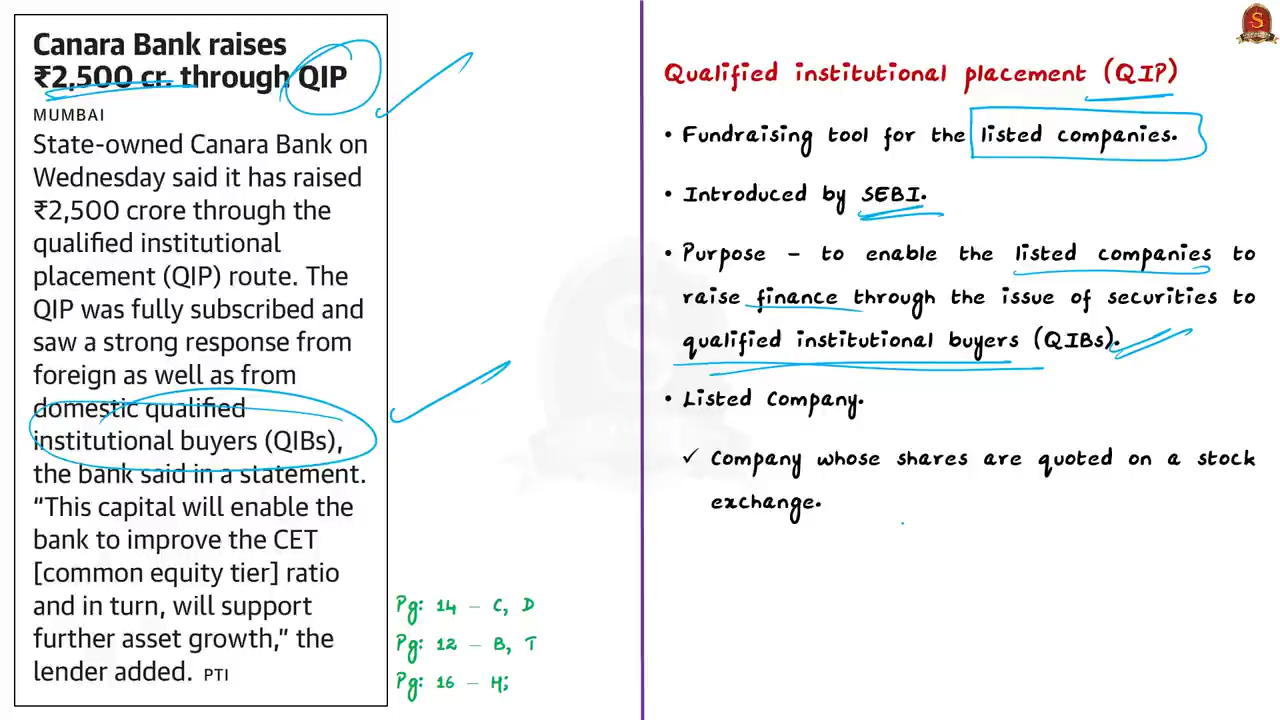 Canara Bank raises
₹2,500 cr. through QIP
MUMBAI
State-owned Canara Bank on
Wednesday said it has raised
₹2,500 crore through the
qualified institutional
placement (QIP) route. The
QIP was fully subscribed and
saw a strong response from
foreign as well as from
domestic qualified
institutional buyers (QIBs),
the bank said in a statement.
“This capital will enable the
bank to improve the CET
[common equity tier] ratio
and in turn, will support
further asset growth,” the
lender added. PTI
Pg: 14 – C, D
Pg: 12 – B, T
Pg: 16 – H;
Qualified institutional placement (QIP)
• Fundraising tool for the listed companies.
• Introduced by SEBI.
• Purpose – to enable the listed companies to
raise finance through the issue of securities to
qualified institutional buyers (QIBs).
• Listed Company.
✓ Company whose shares are quoted on a stock
exchange.